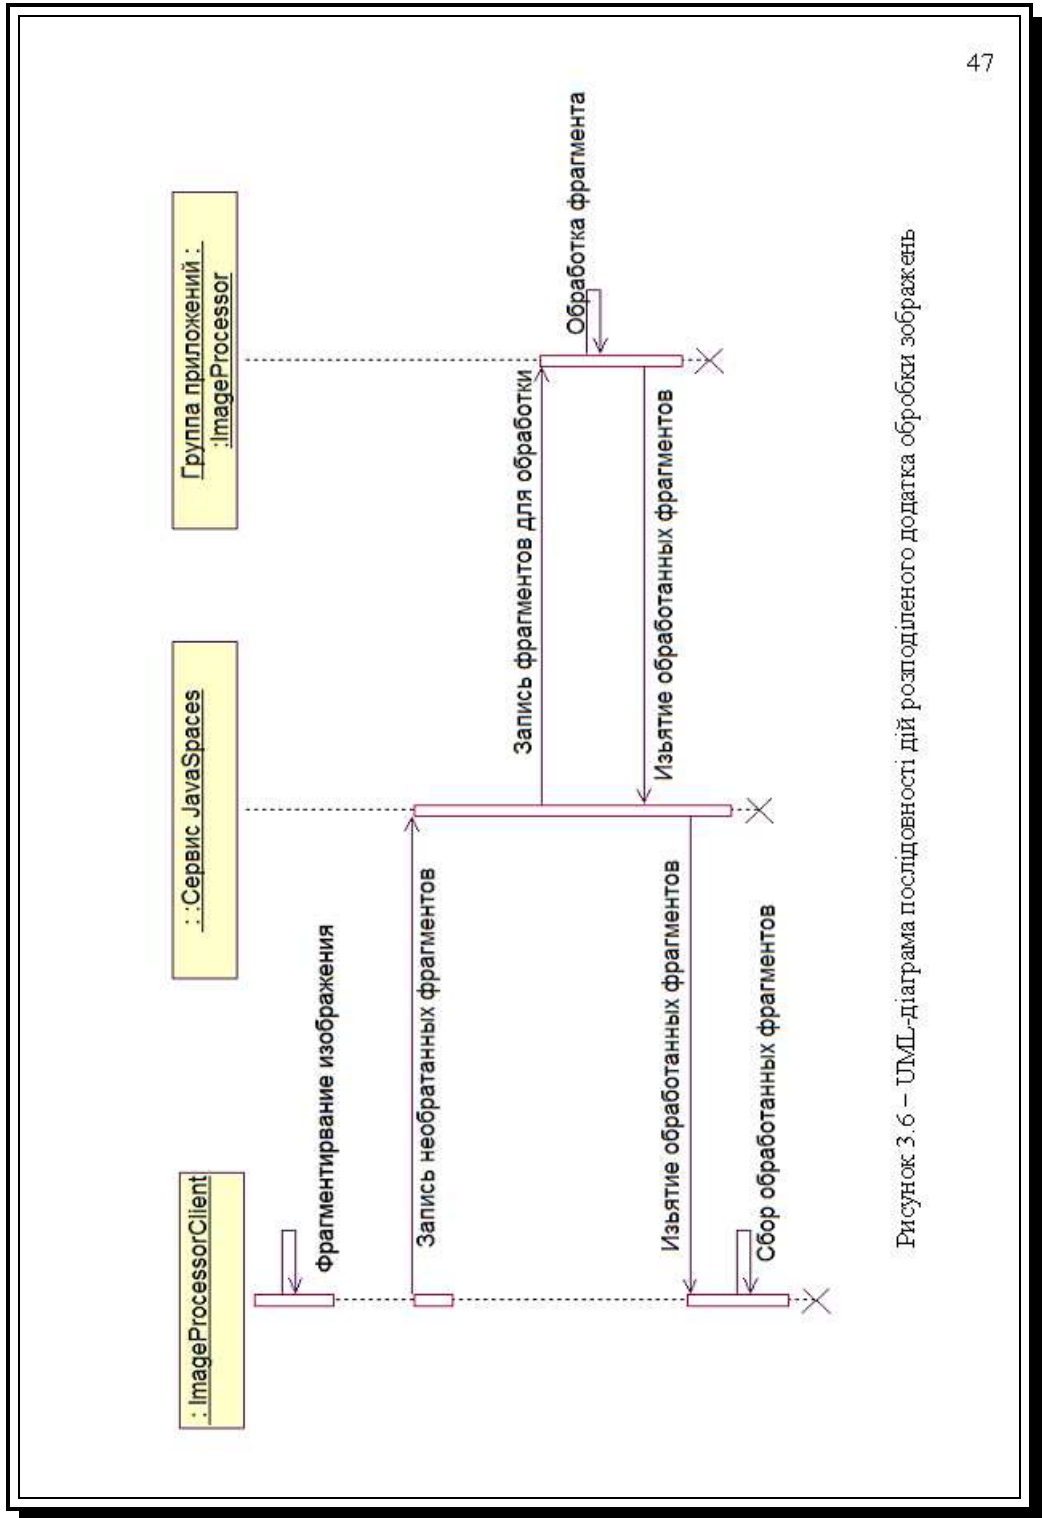 47
: ImageProcessorClient
: :Сервис JavaSpaces
Группа приложений :
:ImageProcessor
Фрагментирвание изображения
Запись необратанных фрагментов
Запись фрагментов для обработки
Обработка фрагмента
Изьятие обработанных фрагментов
Изьятие обработанных фрагментов
Сбор обработанных фрагментов
Рисунок 3.6 – UML-діаграма послідовності дій розподіленого додатка обробки зображень